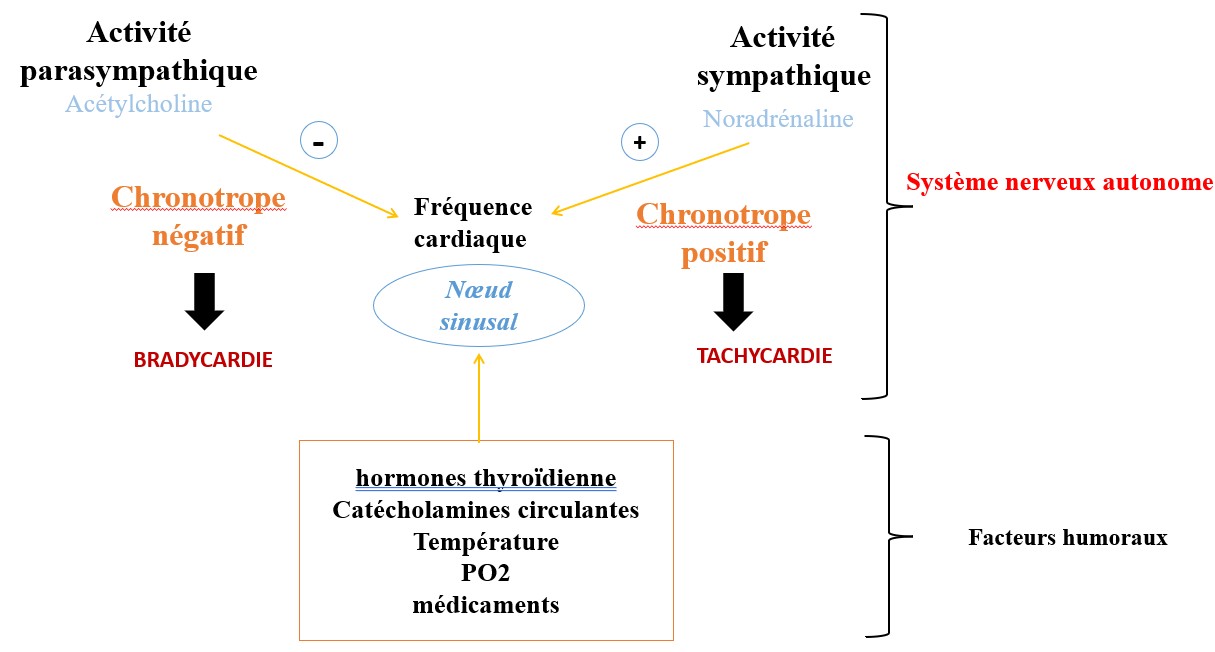 Activité
parasympathique
Acétylcholine
-
Activité
sympathique
Noradrénaline
+
Système nerveux autonome
Chronotrope
négatif
Fréquence
cardiaque
Chronotrope
positif
Nœud
sinusal
BRADYCARDIE
TACHYCARDIE
hormones thyroïdienne
Catécholamines circulantes
Température
PO2
médicaments
Facteurs humoraux